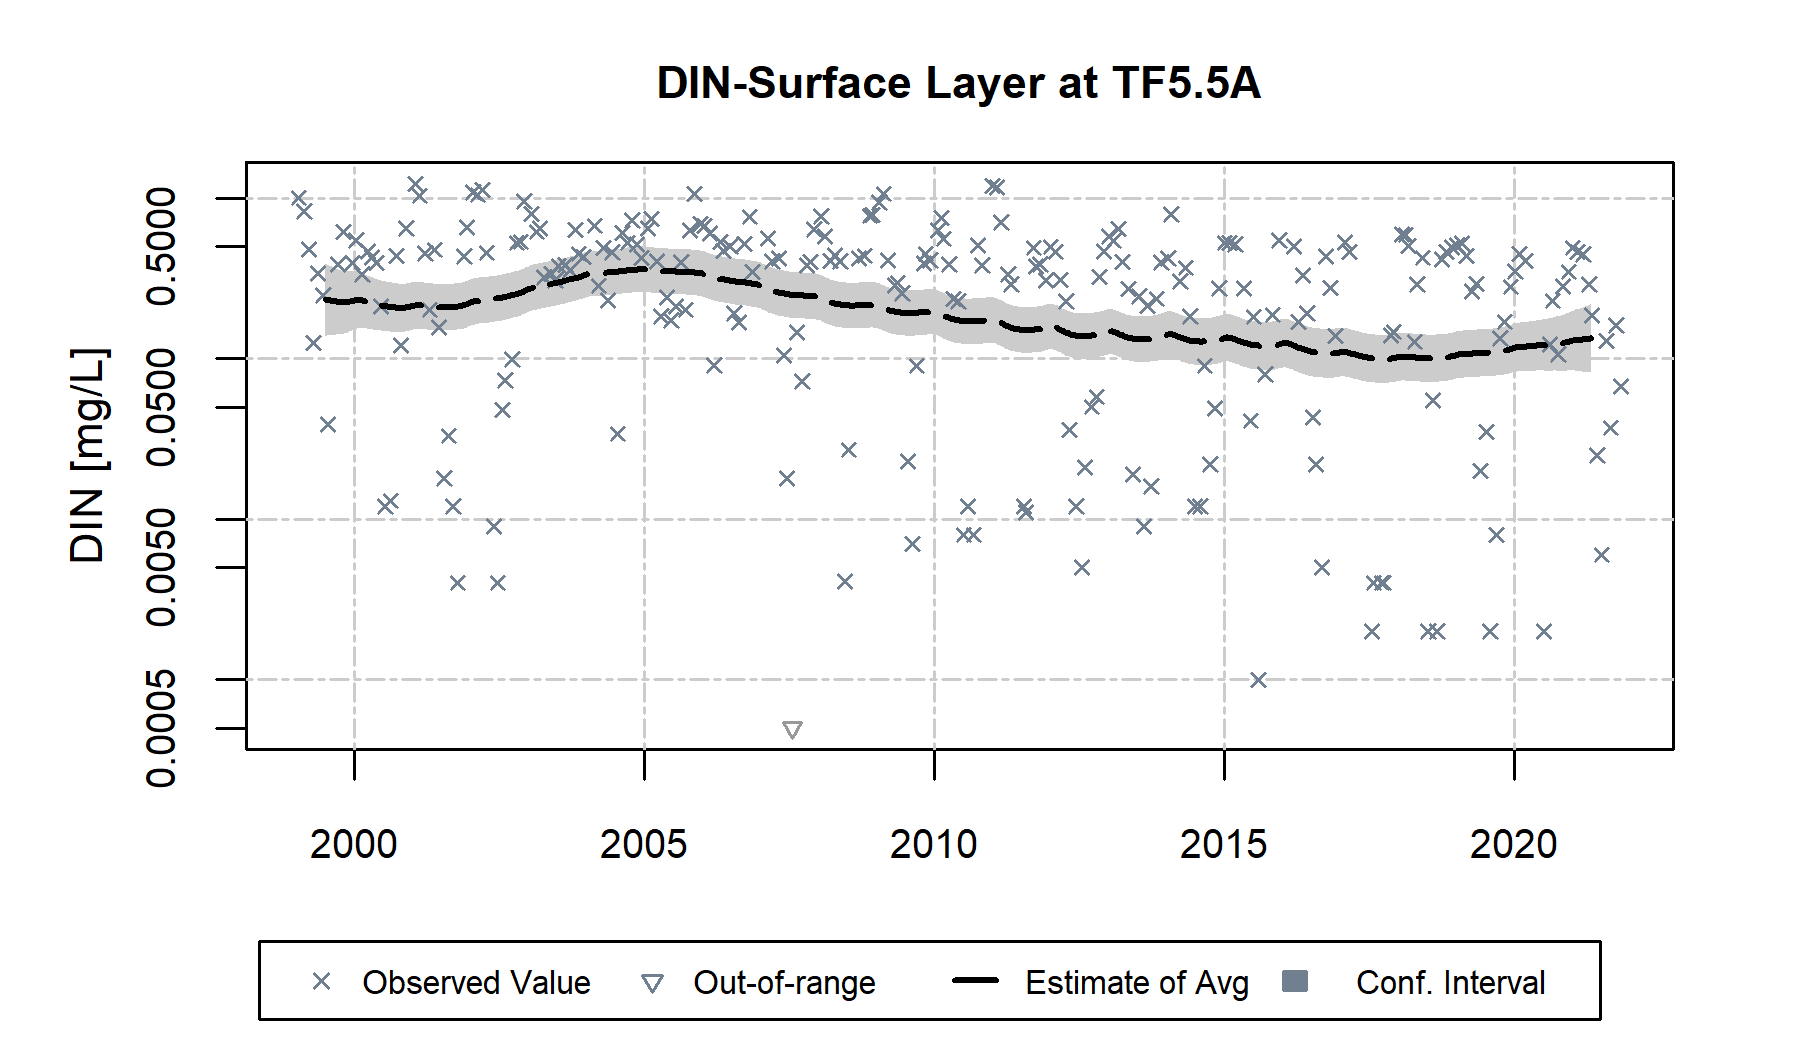 DIN-Surface Layer at TF5.5A
DIN [mg/L]
0.5000
0.0500
0.0050
0.0005
2000 2005 2010 2015 2020
Observed Value Out-of-range Estimate of Avg Conf. Interval